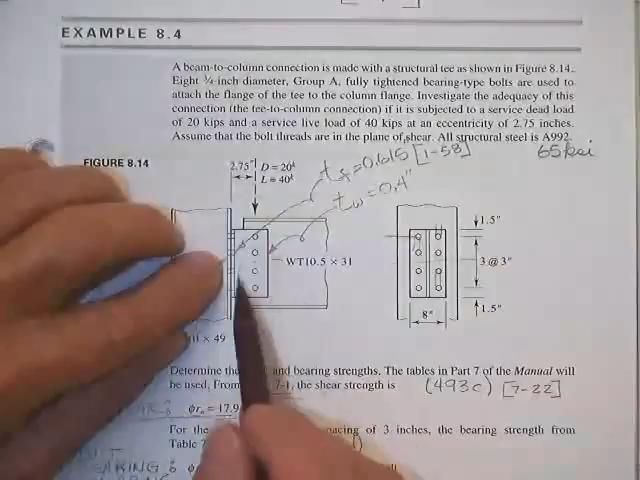 EXAMPLE 8.4
A beam-to-column connection is made with a structural tee as shown in Figure 8.14.
Eight ¾-inch diameter, Group A, fully tightened bearing-type bolts are used to
attach the flange of the tee to the column flange. Investigate the adequacy of this
connection (the tee-to-column connection) if it is subjected to a service dead load
of 20 kips and a service live load of 40 kips at an eccentricity of 2.75 inches.
Assume that the bolt threads are in the plane of shear. All structural steel is A992.
65 ksi
FIGURE 8.14
2.75" D = 20k
L = 40k
tf = 0.615 [1-58]
tw = 0.4"
WT10.5 × 31
1.5"
3 @ 3"
1.5"
8"
× 49
Determine the and bearing strengths. The tables in Part 7 of the Manual will
be used. From 7-1, the shear strength is (493c) [7-22]
ϕrn = 17.9
For the spacing of 3 inches, the bearing strength from
Table 7
BEARING